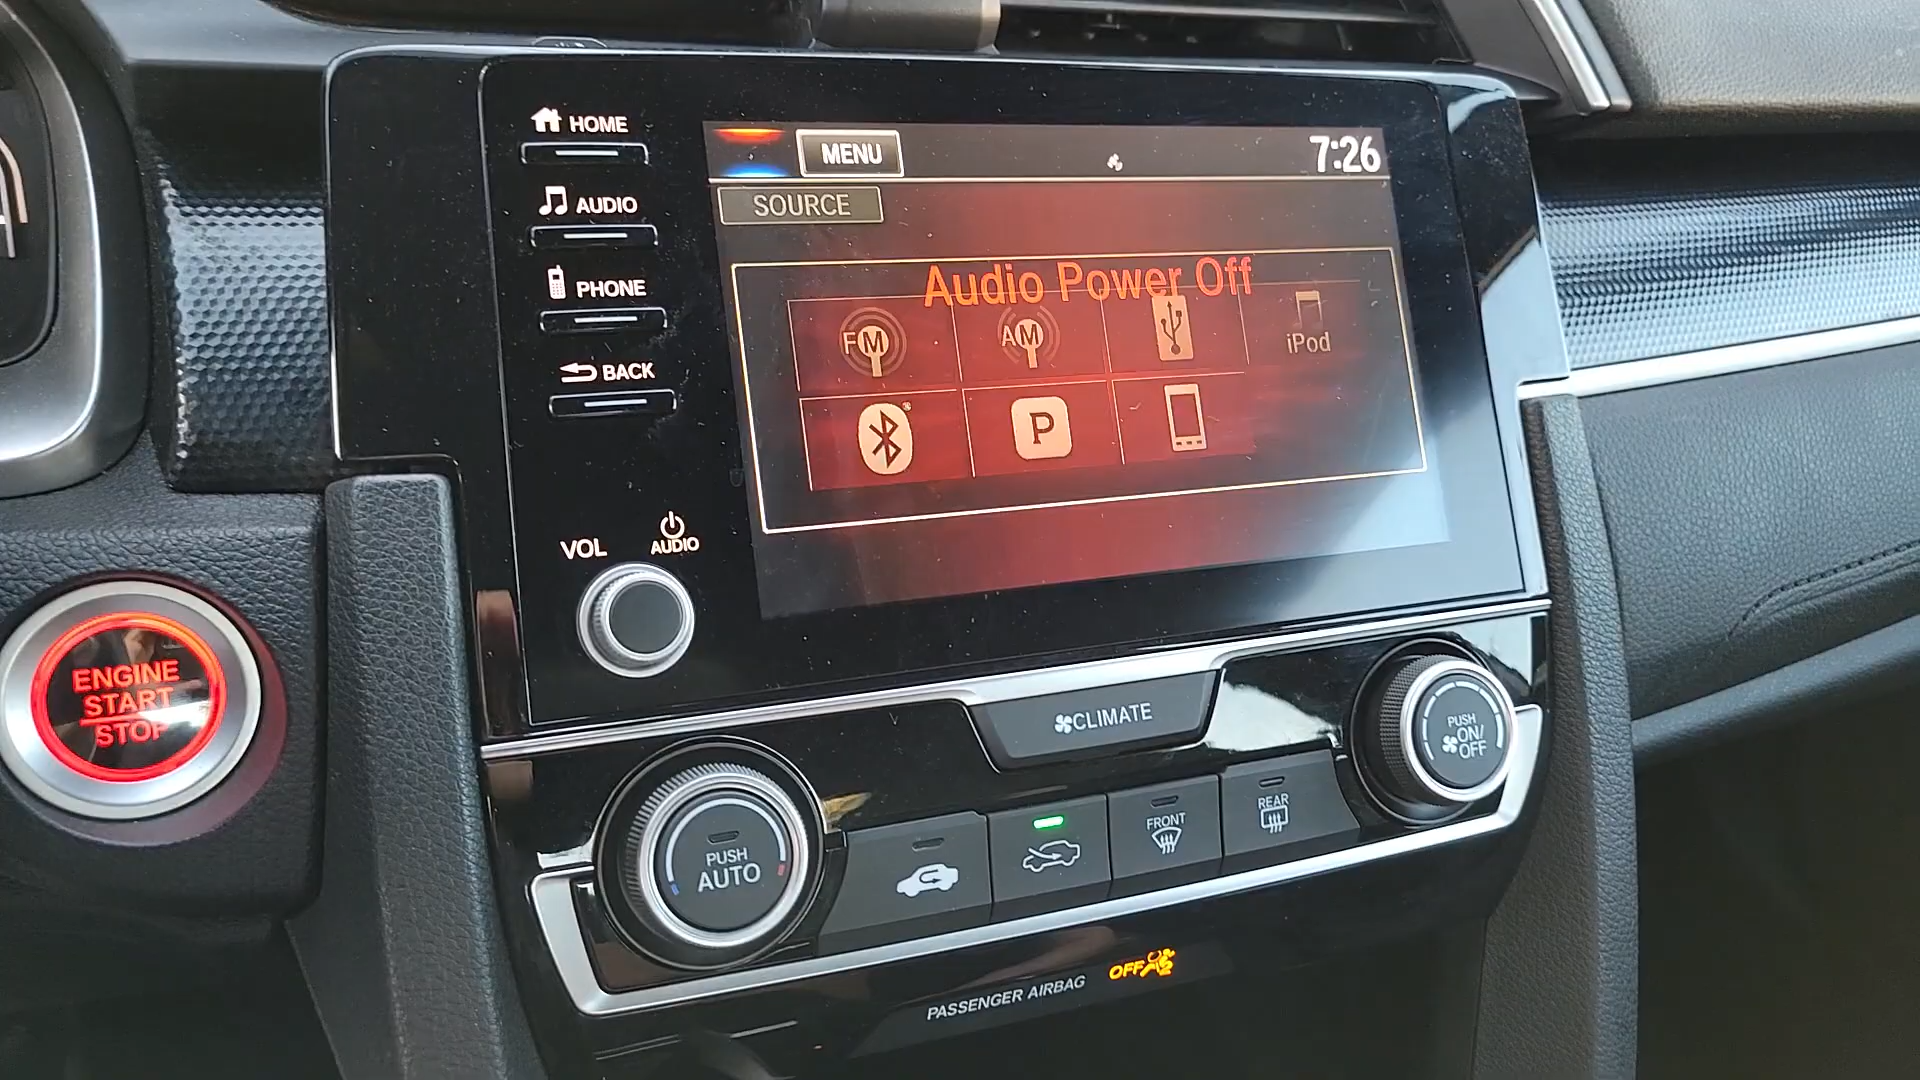 HOME
AUDIO
PHONE
BACK
VOL
AUDIO
MENU
7:26
SOURCE
Audio Power Off
FM
AM
iPod
P
ENGINE
START
STOP
CLIMATE
PUSH
ON/
OFF
PUSH
AUTO
FRONT
REAR
PASSENGER AIRBAG
OFF